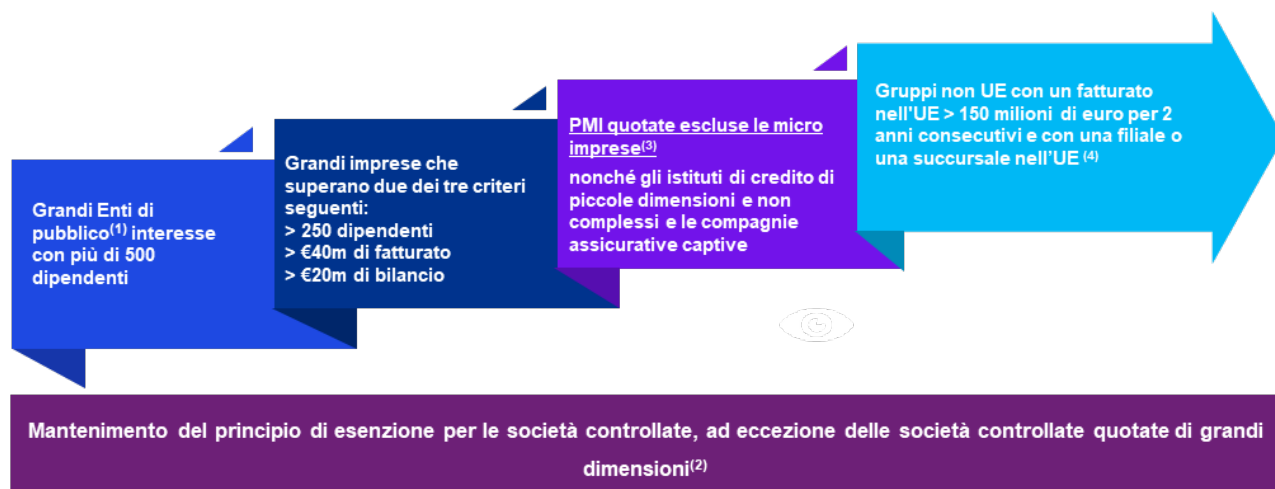 Grandi Enti di
pubblico(1) interesse
con più di 500
dipendenti
Grandi imprese che
superano due dei tre criteri
seguenti:
> 250 dipendenti
> €40m di fatturato
> €20m di bilancio
PMI quotate escluse le micro
imprese(3)
nonché gli istituti di credito di
piccole dimensioni e non
complessi e le compagnie
assicurative captive
Gruppi non UE con un fatturato
nell'UE > 150 milioni di euro per 2
anni consecutivi e con una filiale o
una succursale nell'UE (4)
Mantenimento del principio di esenzione per le società controllate, ad eccezione delle società controllate quotate di grandi
dimensioni(2)